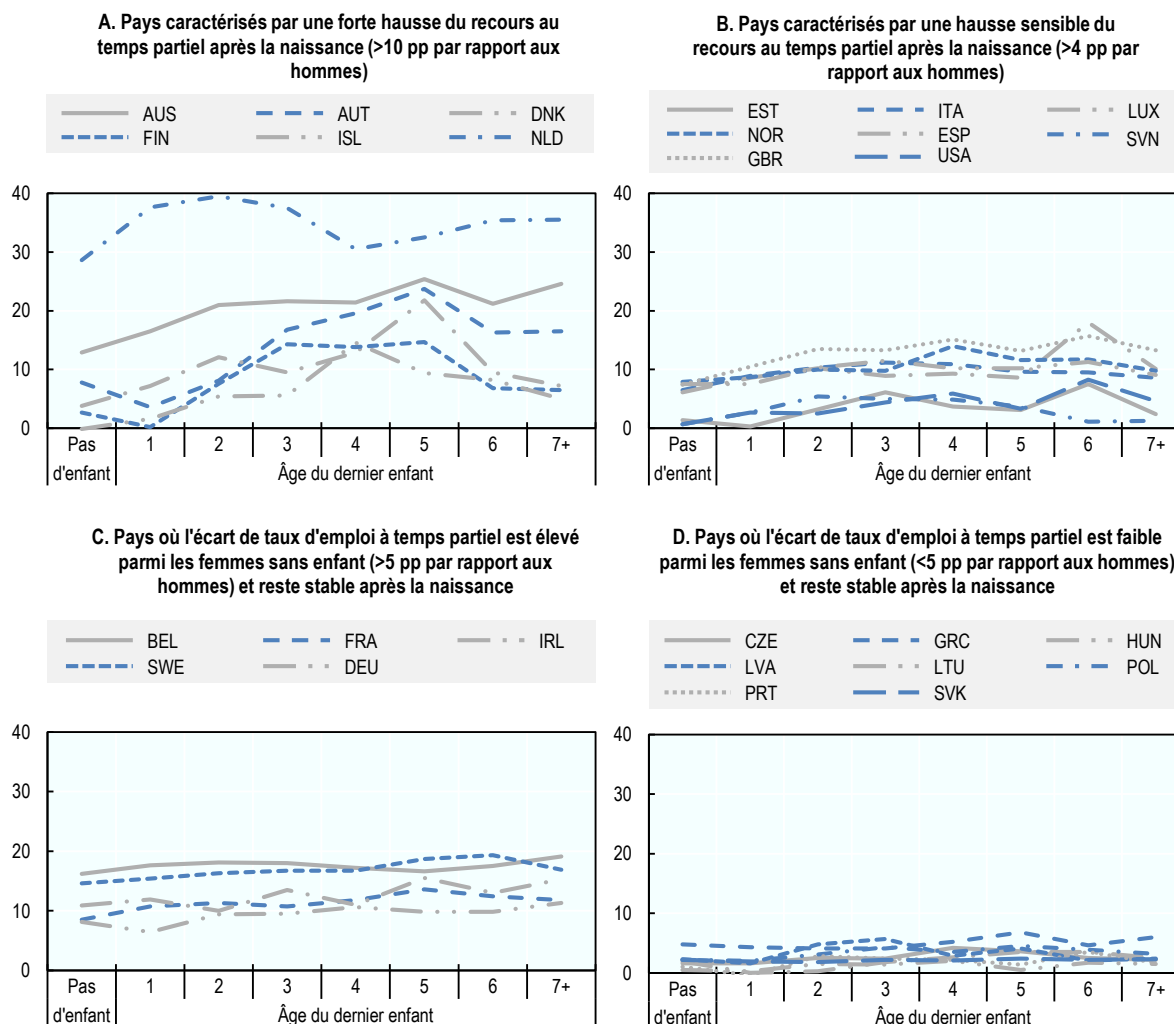 A. Pays caractérisés par une forte hausse du recours au
temps partiel après la naissance (>10 pp par rapport aux
hommes)
AUS AUT DNK
FIN ISL NLD
40
30
20
10
0
Pas d'enfant 1 2 3 4 5 6 7+
Âge du dernier enfant
B. Pays caractérisés par une hausse sensible du
recours au temps partiel après la naissance (>4 pp par
rapport aux hommes)
EST ITA LUX
NOR ESP SVN
GBR USA
40
30
20
10
0
Pas d'enfant 1 2 3 4 5 6 7+
Âge du dernier enfant
C. Pays où l'écart de taux d'emploi à temps partiel est élevé
parmi les femmes sans enfant (>5 pp par rapport aux
hommes) et reste stable après la naissance
BEL FRA IRL
SWE DEU
40
30
20
10
0
Pas d'enfant 1 2 3 4 5 6 7+
Âge du dernier enfant
D. Pays où l'écart de taux d'emploi à temps partiel est faible
parmi les femmes sans enfant (<5 pp par rapport aux hommes)
et reste stable après la naissance
CZE GRC HUN
LVA LTU POL
PRT SVK
40
30
20
10
0
Pas d'enfant 1 2 3 4 5 6 7+
Âge du dernier enfant